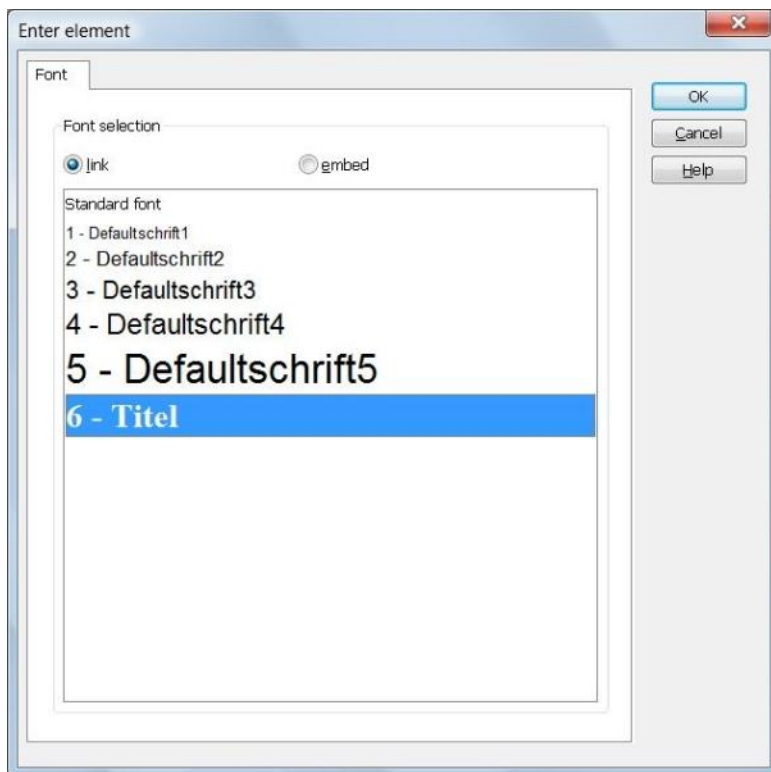 Enter element
Font
OK
Font selection
Cancel
link embed
Help
Standard font
1 - Defaultschrift1
2 - Defaultschrift2
3 - Defaultschrift3
4 - Defaultschrift4
5 - Defaultschrift5
6 - Titel